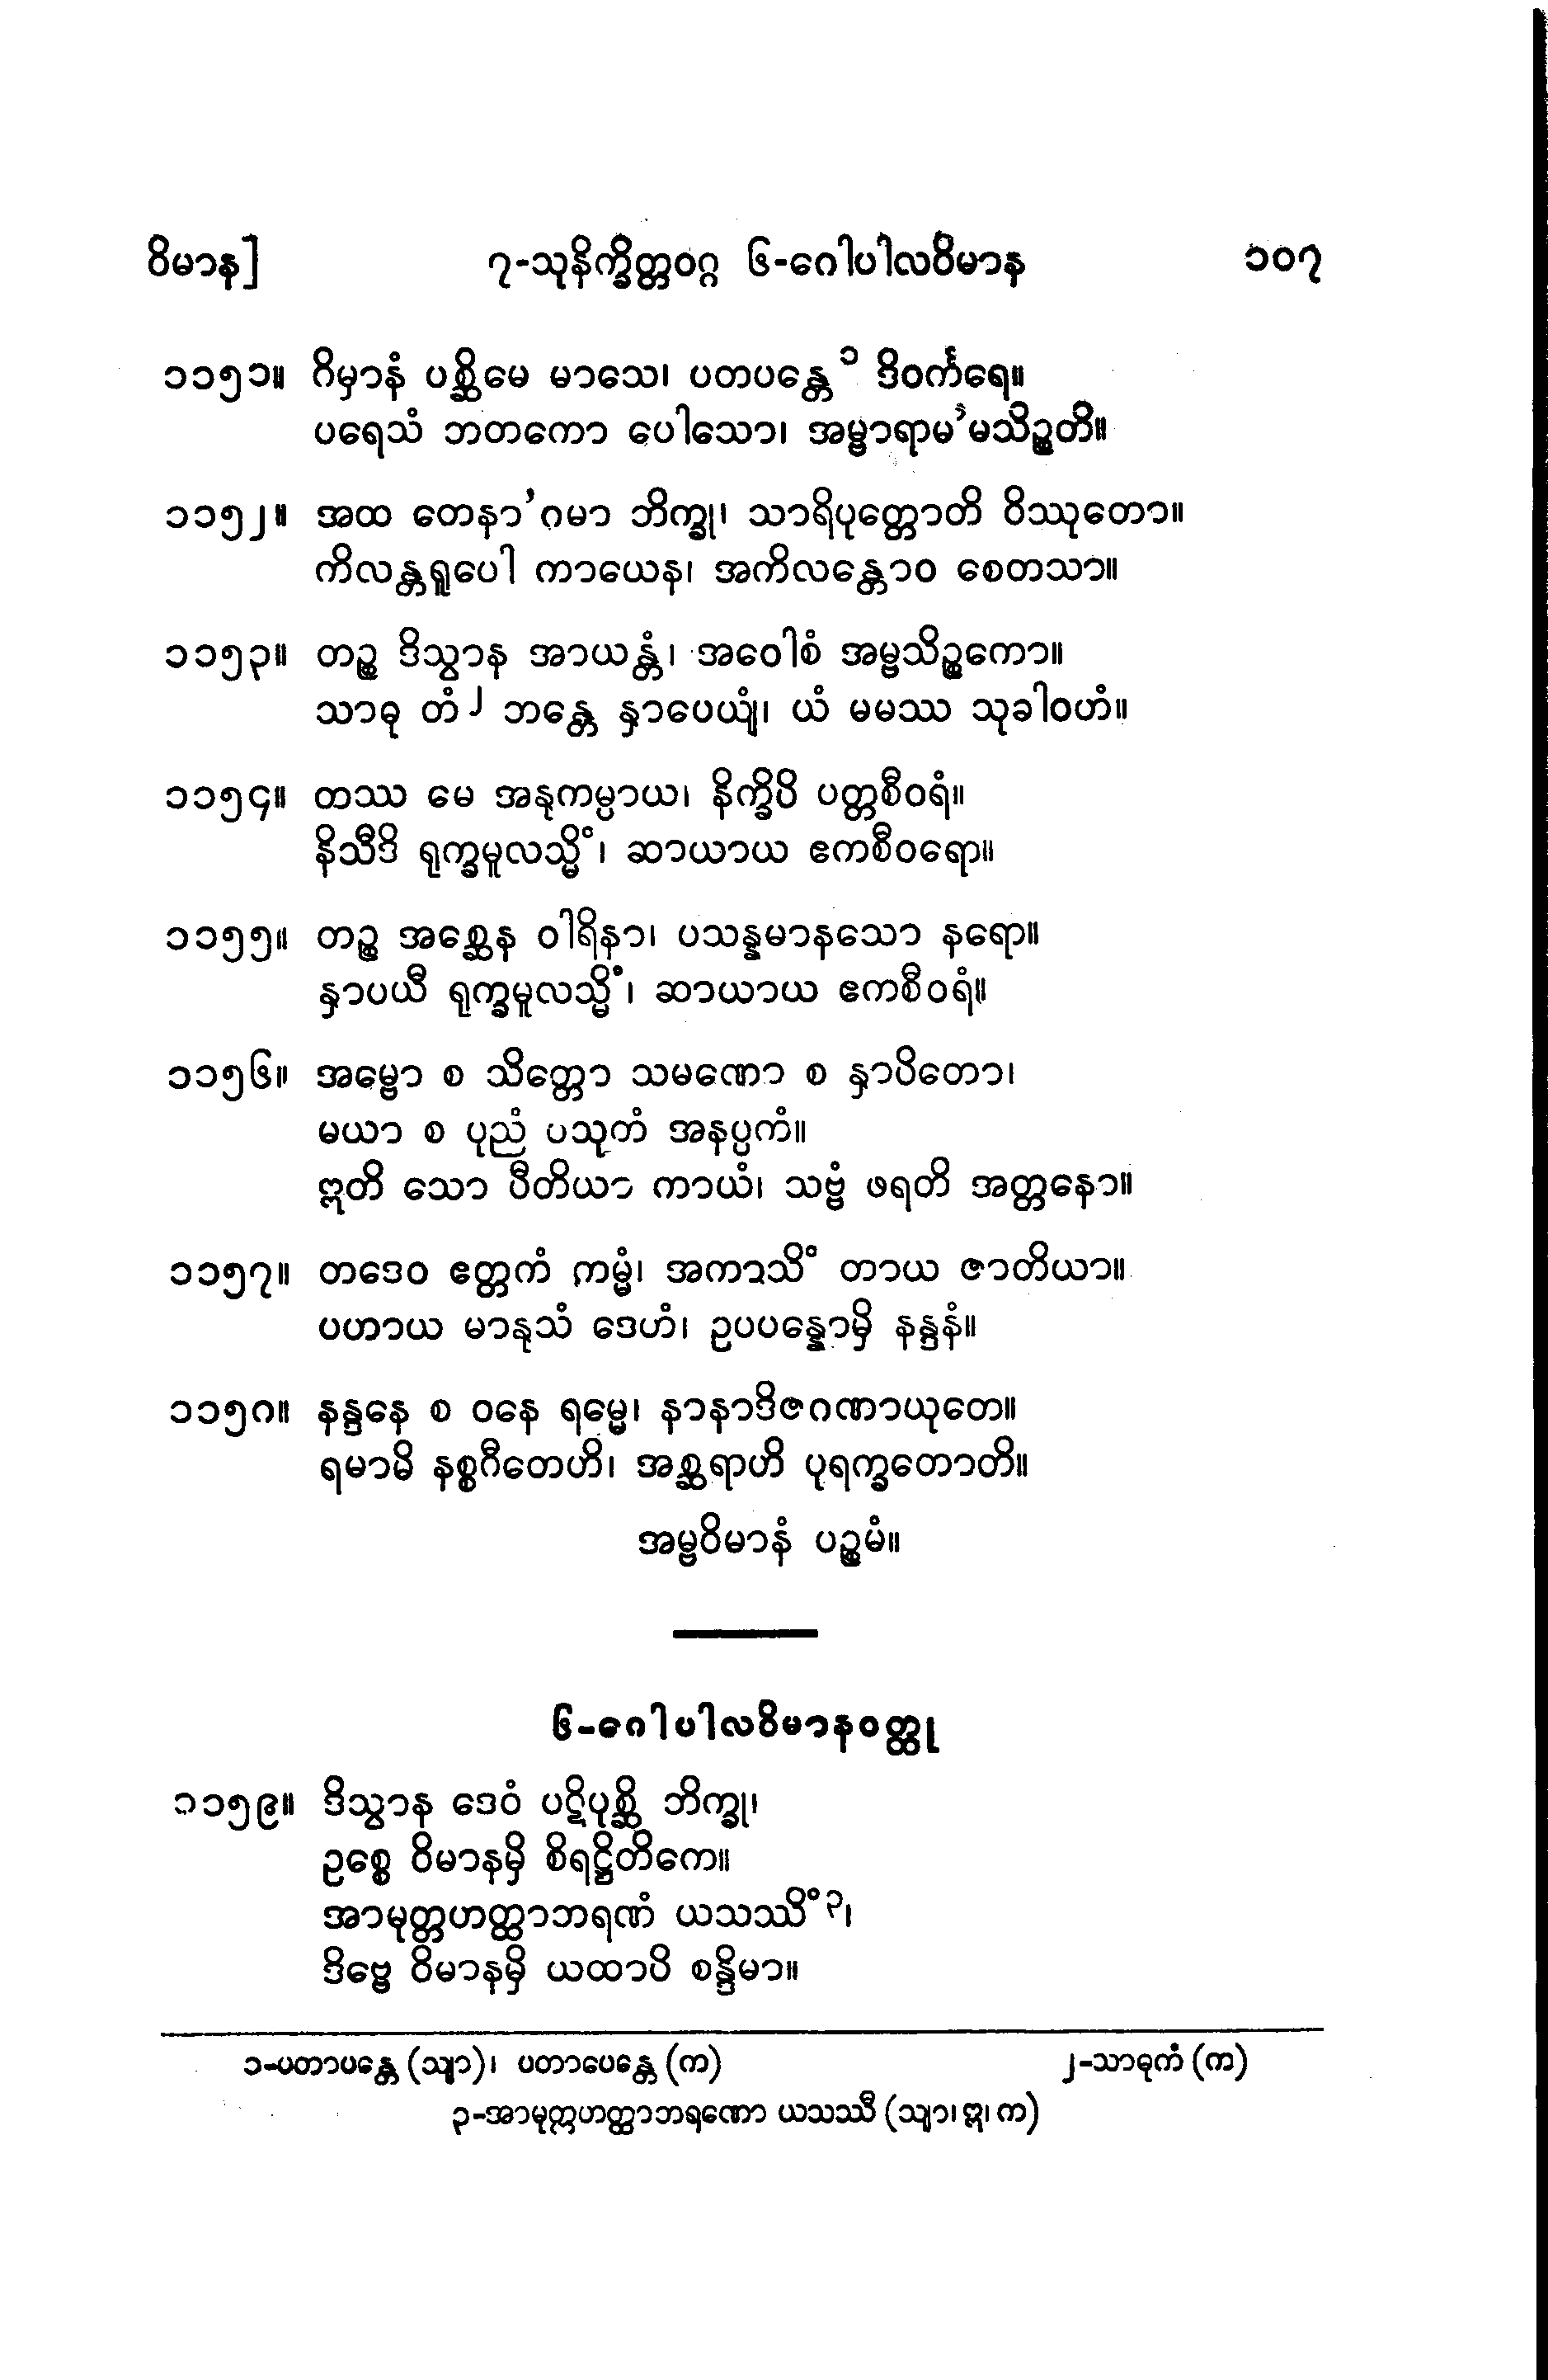 ဝိမာန]	၇-သုနိက္ခိတ္တဝဂ္ဂ ၆-ဂေါပါလဝိမာန	၁၀၇
၁၁၅၁။ ဂိမှာနံ ပစ္ဆိမေ မာသေ၊ ပတပန္တေ ၁ ဒိဝင်္ကရေ။
ပရေသံ ဘတကော ပေါသော၊ အမ္ဗာရာမ’မသိဉ္စတိ။
၁၁၅၂။ အထ တေနာ’ဂမာ ဘိက္ခု၊ သာရိပုတ္တောတိ ဝိဿုတော။
ကိလန္တရူပေါ ကာယေန၊ အကိလန္တောဝ စေတသာ။
၁၁၅၃။ တဉ္စ ဒိသွာန အာယန္တံ၊ အဝေါစံ အမ္ဗသိဉ္စကော။
သာဓု တံ ၂ ဘန္တေ နှာပေယျံ၊ ယံ မမဿ သုခါဝဟံ။
၁၁၅၄။ တဿ မေ အနုကမ္ပာယ၊ နိက္ခိပိ ပတ္တစီဝရံ။
နိသီဒိ ရုက္ခမူလသ္မိံ၊ ဆာယာယ ဧကစီဝရော။
၁၁၅၅။ တဉ္စ အစ္ဆေန ဝါရိနာ၊ ပသန္နမာနသော နရော။
နှာပယီ ရုက္ခမူလသ္မိံ၊ ဆာယာယ ဧကစီဝရံ။
၁၁၅၆။ အမ္ဗော စ သိတ္တော သမဏော စ နှာပိတော၊
မယာ စ ပုညံ ပသုတံ အနပ္ပကံ။
ဣတိ သော ပီတိယာ ကာယံ၊ သဗ္ဗံ ဖရတိ အတ္တနော။
၁၁၅၇။ တဒေဝ ဧတ္တကံ ကမ္မံ၊ အကာသိံ တာယ ဇာတိယာ။
ပဟာယ မာနုသံ ဒေဟံ၊ ဥပပန္နောမှိ နန္ဒနံ။
၁၁၅၈။ နန္ဒနေ စ ဝနေ ရမ္မေ၊ နာနာဒိဇဂဏာယုတေ။
ရမာမိ နစ္စဂီတေဟိ၊ အစ္ဆရာဟိ ပုရက္ခတောတိ။
အမ္ဗဝိမာနံ ပဉ္စမံ။
၆-ဂေါပါလဝိမာနဝတ္ထု
၁၁၅၉။ ဒိသွာန ဒေဝံ ပဋိပုစ္ဆိ ဘိက္ခု၊
ဥစ္စေ ဝိမာနမှိ စိရဋ္ဌိတိကေ။
အာမုတ္တဟတ္ထာဘရဏံ ယသဿိံ ၃၊
ဒိဗ္ဗေ ဝိမာနမှိ ယထာပိ စန္ဒိမာ။
၁-ပတာပန္တေ (သျာ)၊ ပတာပေန္တေ (က)	၂-သာဓုကံ (က)
၃-အာမုက္ကဟတ္ထာဘရဏော ယသဿီ (သျာ၊ ဣ၊ က)